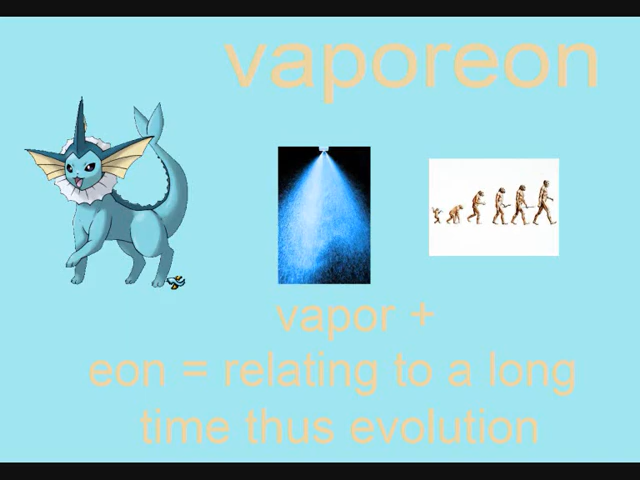 vaporeon
vapor +
eon = relating to a long
time thus evolution